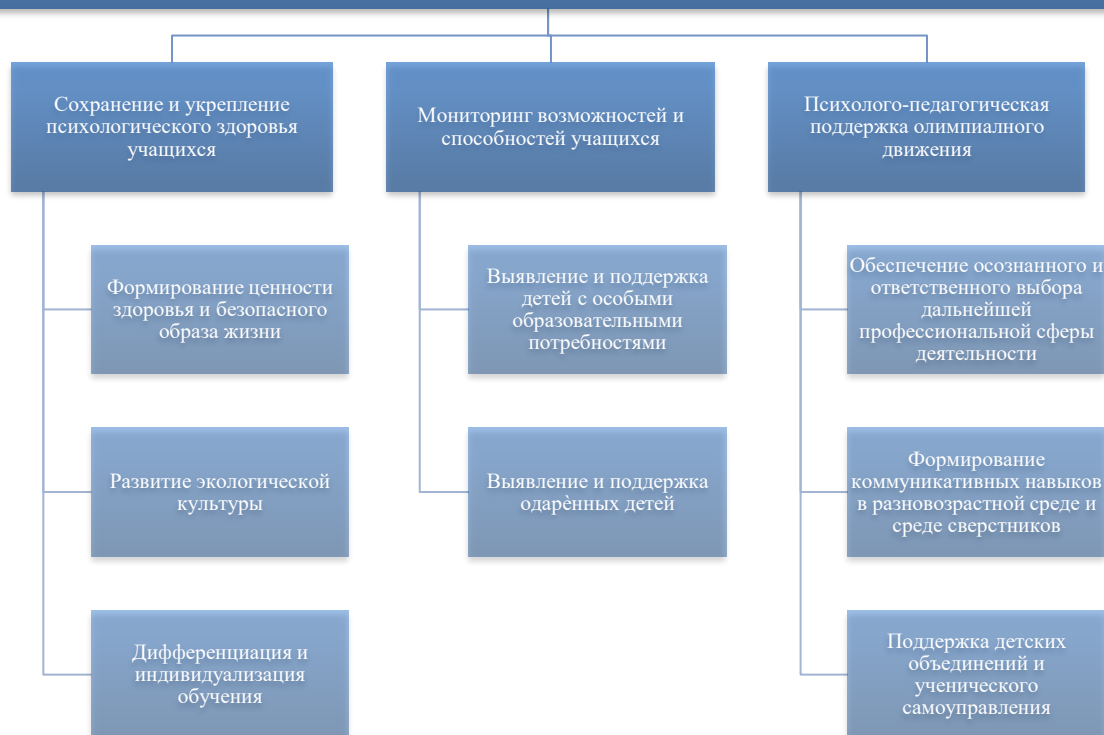 Сохранение и укрепление
психологического здоровья
учащихся
Формирование ценности
здоровья и безопасного
образа жизни
Развитие экологической
культуры
Дифференциация и
индивидуализация
обучения
Мониторинг возможностей и
способностей учащихся
Выявление и поддержка
детей с особыми
образовательными
потребностями
Выявление и поддержка
одарѐнных детей
Психолого-педагогическая
поддержка олимпиалного
движения
Обеспечение осознанного и
ответственного выбора
дальнейшей
профессиональной сферы
деятельности
Формирование
коммуникативных навыков
в разновозрастной среде и
среде сверстников
Поддержка детских
объединений и
ученического
самоуправления